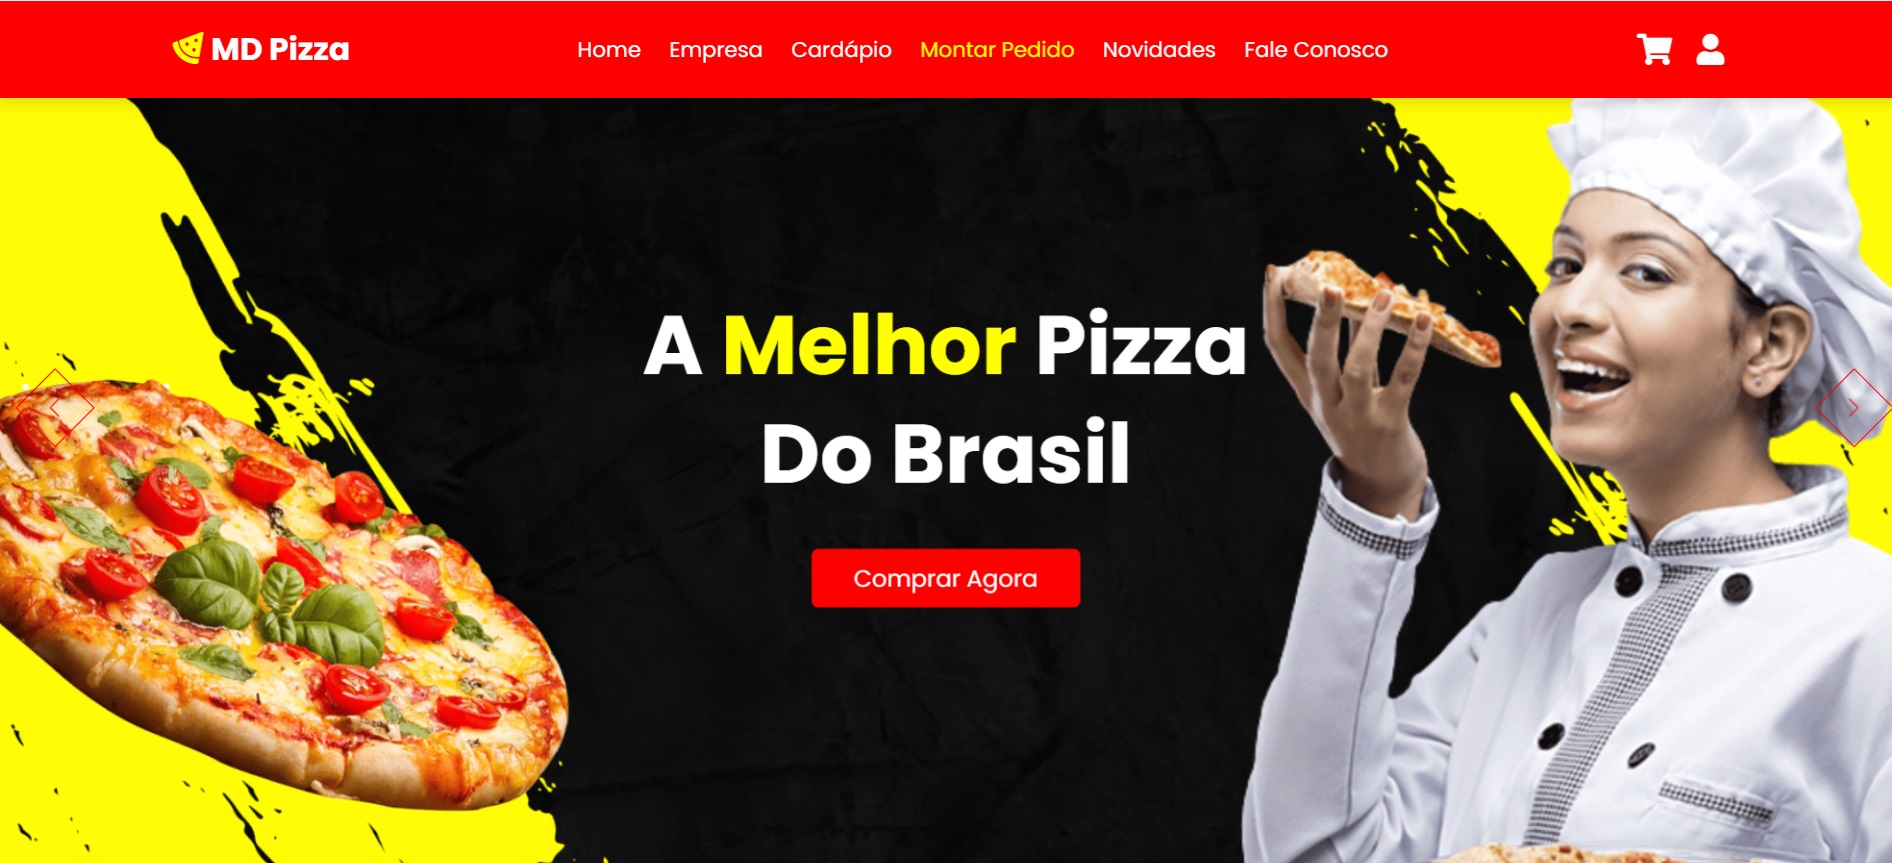 MD Pizza
Home Empresa Cardápio Montar Pedido Novidades Fale Conosco
A Melhor Pizza
Do Brasil
Comprar Agora